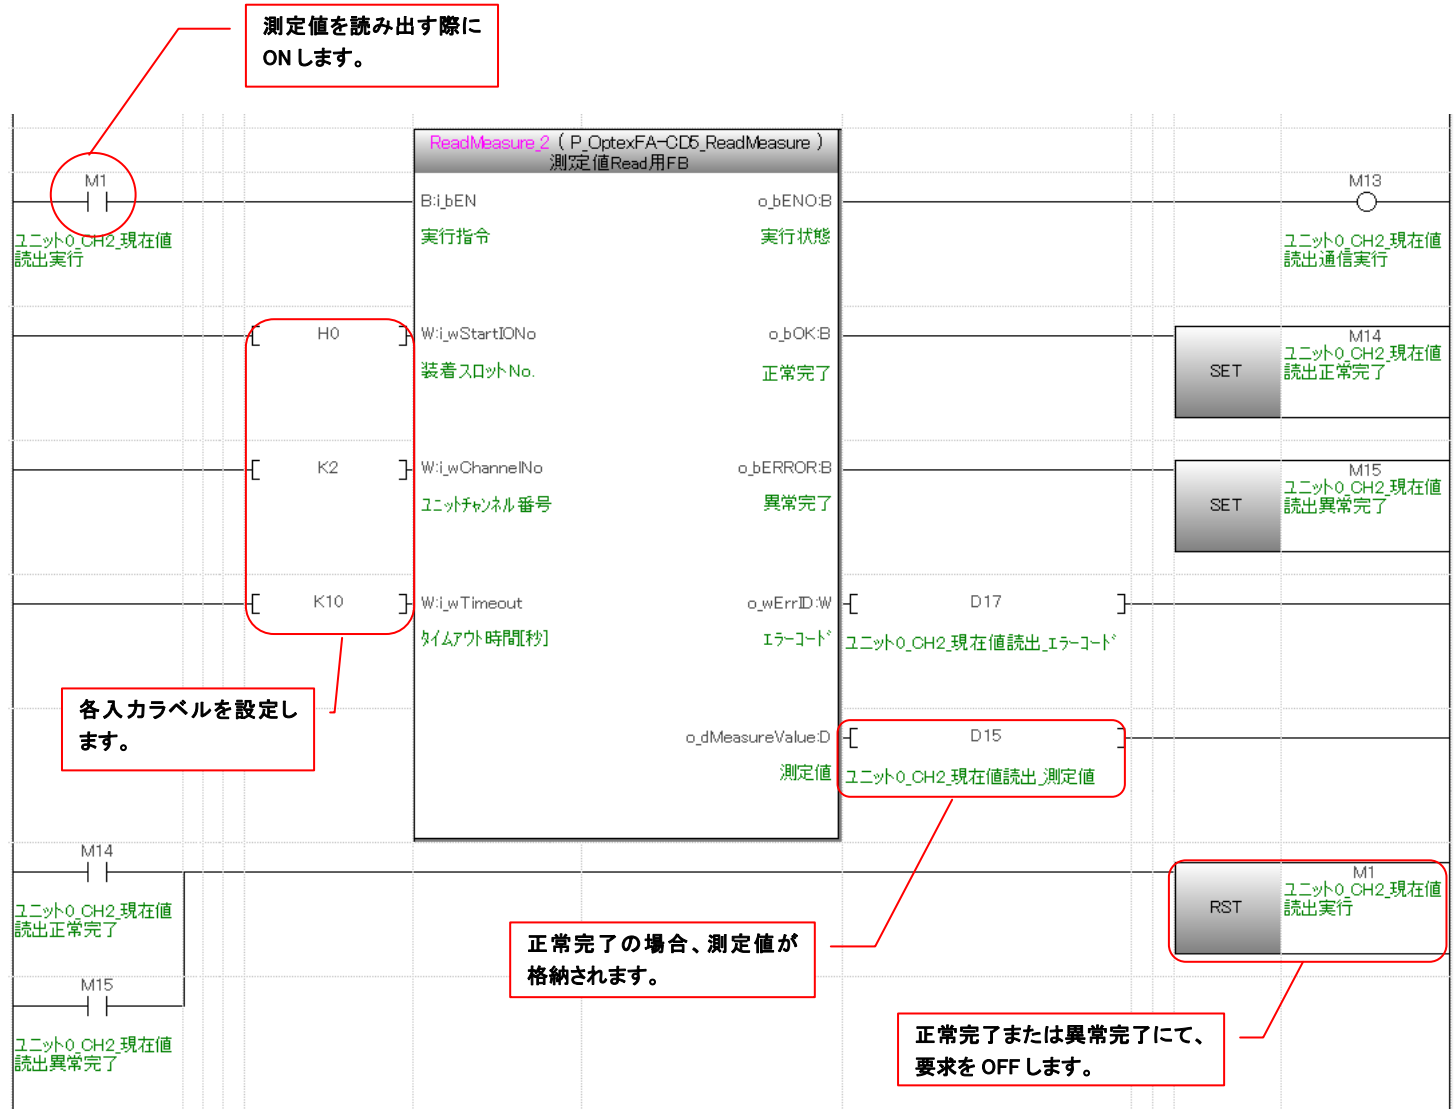 測定値を読み出す際に
ONします。
ReadMeasure_2 ( P_OptexFA-CD5_ReadMeasure )
測定値Read用FB
M1
ユニット0_CH2_現在値
読出実行
B:i_bEN
実行指令
o_bENO:B
実行状態
M13
ユニット0_CH2_現在値
読出通信実行
H0
W:i_wStartIONo
装着スロットNo.
o_bOK:B
正常完了
SET
M14
ユニット0_CH2_現在値
読出正常完了
K2
W:i_wChannelNo
ユニットチャンネル番号
o_bERROR:B
異常完了
SET
M15
ユニット0_CH2_現在値
読出異常完了
K10
W:i_wTimeout
タイムアウト時間[秒]
o_wErrID:W
エラーコード
D17
ユニット0_CH2_現在値読出_エラーコード
各入力ラベルを設定し
ます。
o_dMeasureValue:D
測定値
D15
ユニット0_CH2_現在値読出_測定値
M14
ユニット0_CH2_現在値
読出正常完了
RST
M1
ユニット0_CH2_現在値
読出実行
正常完了の場合、測定値が
格納されます。
M15
ユニット0_CH2_現在値
読出異常完了
正常完了または異常完了にて、
要求を OFF します。